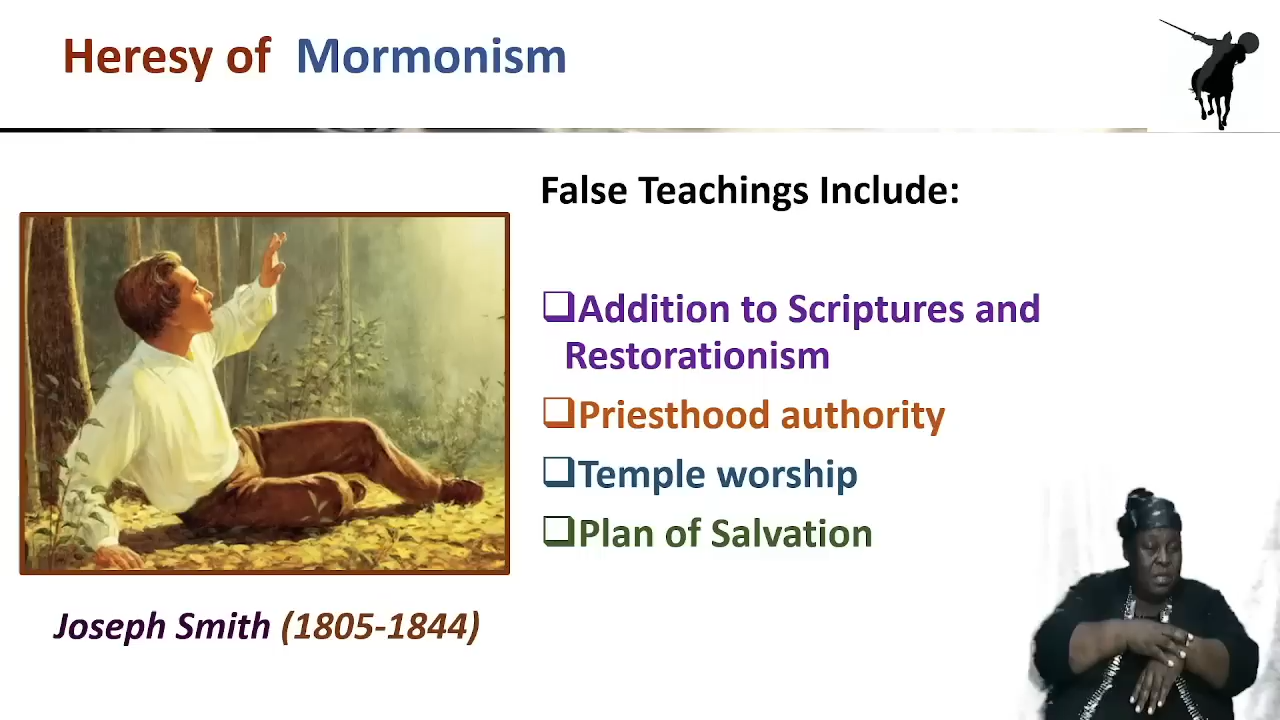 Heresy of Mormonism
False Teachings Include:
❑Addition to Scriptures and
Restorationism
❑Priesthood authority
❑Temple worship
❑Plan of Salvation
Joseph Smith (1805-1844)